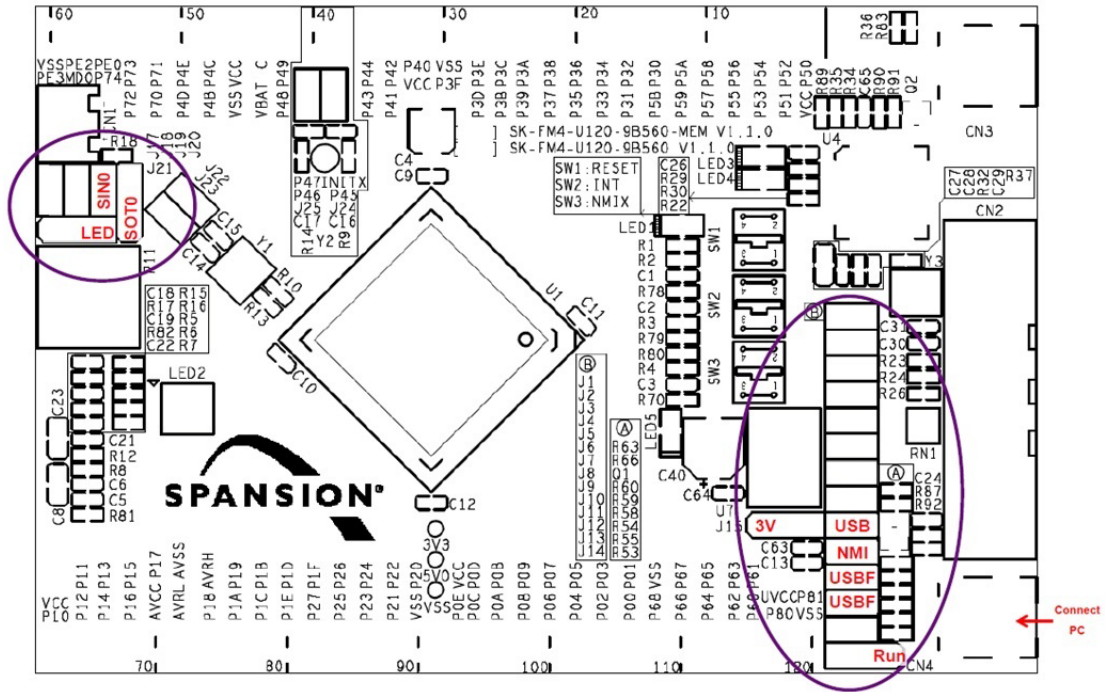 60 50 40 30 20 10
VSSPE2PE0
PE3MD0P74
P72 P73
P70 P71
P4D P4E
P4B P4C
VSS VCC
VBAT C
P48 P49
P43 P44
P41 P42
P40 VSS
VCC P3F
P3D P3E
P3B P3C
P39 P3A
P37 P38
P35 P36
P33 P34
P31 P32
P5B P30
P59 P5A
P57 P58
P55 P56
P53 P54
P51 P52
VCC P50
R36
R83
R89
R35
R34
C65
R90
R91
Q2
U4
CN3
] SK-FM4-U120-9B560-MEM V1.1.0
] SK-FM4-U120-9B560 V1.1.0
CN1
R18
J17
J18
J19
J20
J21
J22
J23
SIN0
SOT0
LED
C15
C14
Y1
R10
R13
R11
P47INITX
P46 P45
J25 J24
C17 C16
R14
Y2
R9
C4
C9
SW1:RESET
SW2:INT
SW3:NMIX
C26
R29
R30
R22
LED3
LED4
LED1
R1
R2
C1
R78
C2
R3
R79
R80
R4
C3
R70
SW1
SW2
SW3
C27
C28
R32
C29
R37
CN2
Y3
C31
C30
R23
R24
R26
RN1
U1
C11
C10
C18 R15
R17 R16
C19 R5
R82 R6
C22 R7
LED2
C23
C21
R12
R8
C6
C5
R81
C8
SPANSION®
C12
3V3
5V0
VSS
B
J1
J2
J3
J4
J5
J6
J7
J8
J9
J10
J11
J12
J13
J14
A
R63
R66
Q1
R60
R59
R58
R54
R55
R53
LED5
C40
C64
U7
J15
B
A
C24
R87
R92
3V USB
C63
C13
NMI
USBF
USBF
Run
CN4
Connect
PC
VCC
P10
P12 P11
P14 P13
P16 P15
AVCC P17
AVRL AVSS
P18 AVRH
P1A P19
P1C P1B
P1E P1D
P27 P1F
P25 P26
P23 P24
P21 P22
VSS P20
P0E VCC
P0C P0D
P0A P0B
P08 P09
P06 P07
P04 P05
P02 P03
P00 P01
P68 VSS
P66 P67
P64 P65
P62 P63
P60 P61
UVCCP81
P80VSS
70 80 90 100 110 120